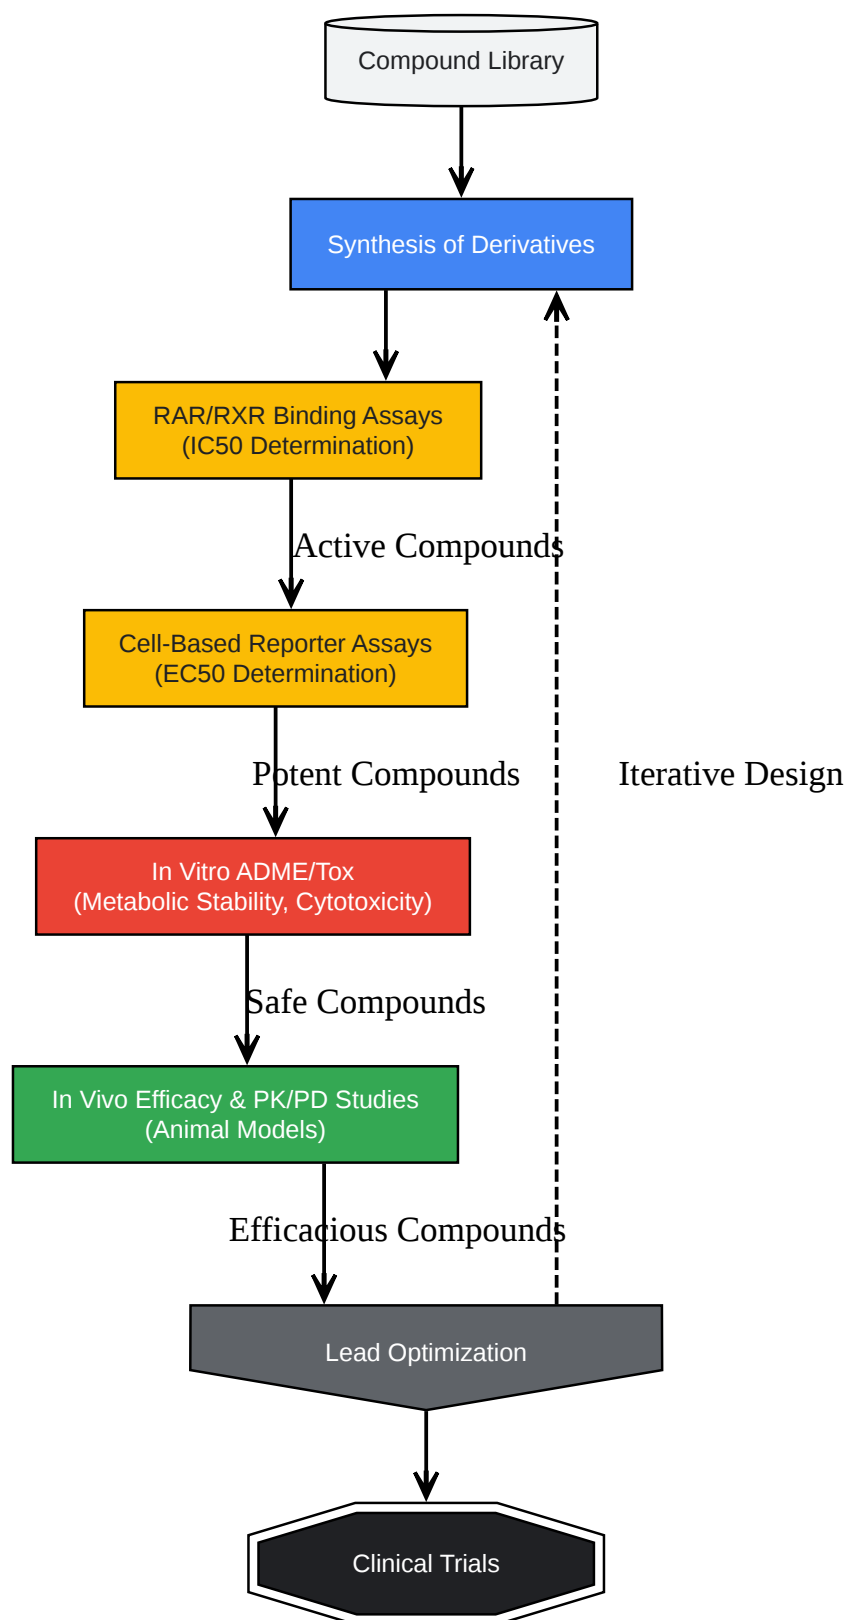 Compound Library
Synthesis of Derivatives
RAR/RXR Binding Assays
(IC50 Determination)
Active Compounds
Cell-Based Reporter Assays
(EC50 Determination)
Potent Compounds
Iterative Design
In Vitro ADME/Tox
(Metabolic Stability, Cytotoxicity)
Safe Compounds
In Vivo Efficacy & PK/PD Studies
(Animal Models)
Efficacious Compounds
Lead Optimization
Clinical Trials